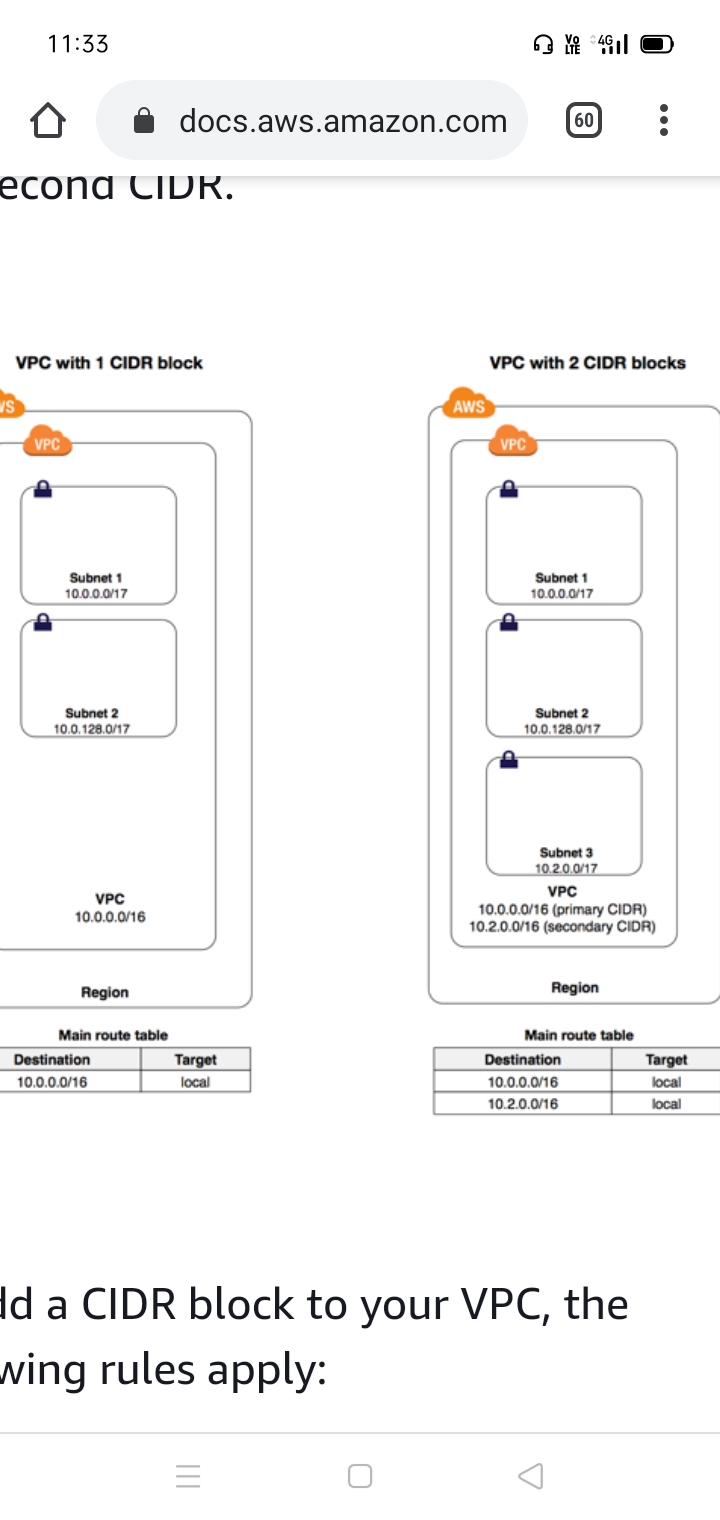 11:33
Vo LTE 4G
docs.aws.amazon.com
60
econd CIDR.
VPC with 1 CIDR block
VPC with 2 CIDR blocks
WS
AWS
VPC
VPC
Subnet 1
10.0.0.0/17
Subnet 1
10.0.0.0/17
Subnet 2
10.0.128.0/17
Subnet 2
10.0.128.0/17
Subnet 3
10.2.0.0/17
VPC
10.0.0.0/16
VPC
10.0.0.0/16 (primary CIDR)
10.2.0.0/16 (secondary CIDR)
Region
Region
Main route table
Destination Target
10.0.0.0/16 local
Main route table
Destination Target
10.0.0.0/16 local
10.2.0.0/16 local
dd a CIDR block to your VPC, the
wing rules apply: